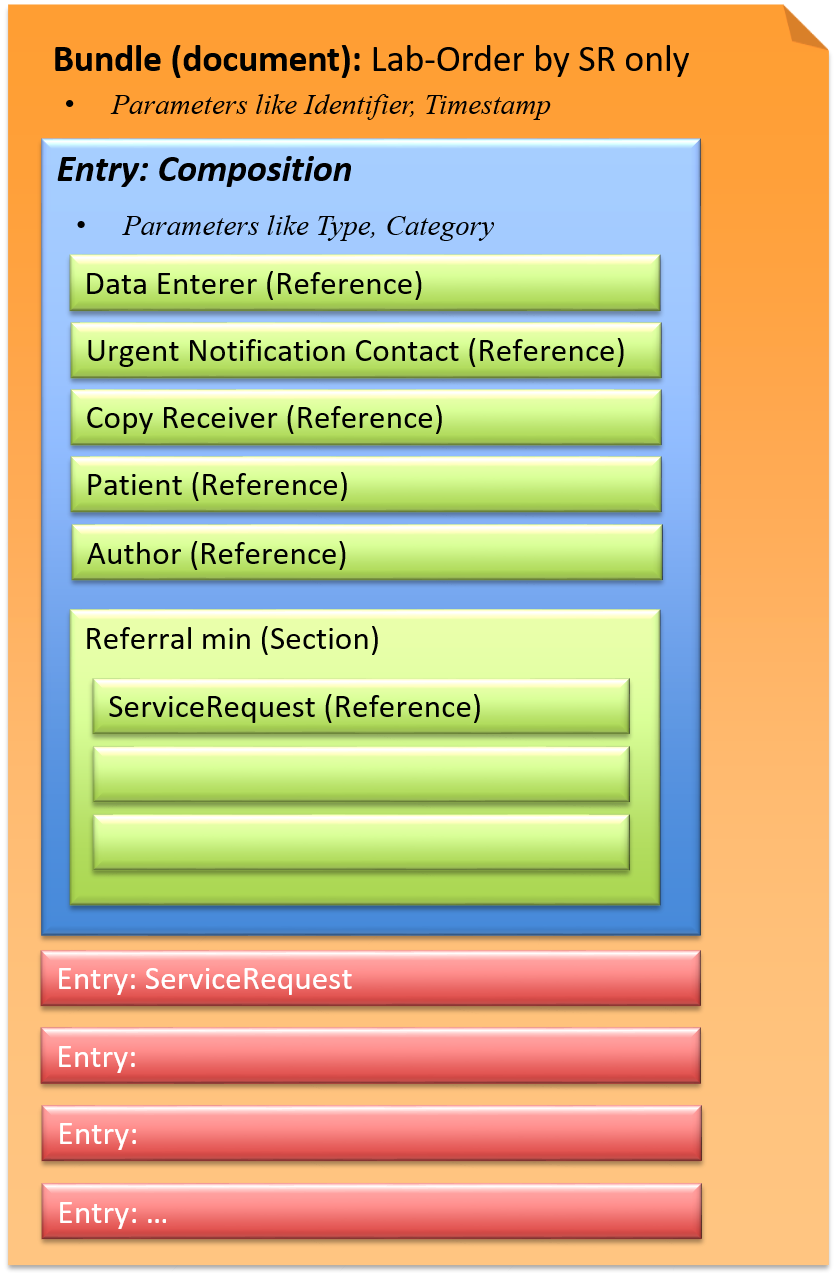 Bundle (document): Lab-Order by SR only
• Parameters like Identifier, Timestamp
Entry: Composition
• Parameters like Type, Category
Data Enterer (Reference)
Urgent Notification Contact (Reference)
Copy Receiver (Reference)
Patient (Reference)
Author (Reference)
Referral min (Section)
ServiceRequest (Reference)
Entry: ServiceRequest
Entry:
Entry:
Entry: ...